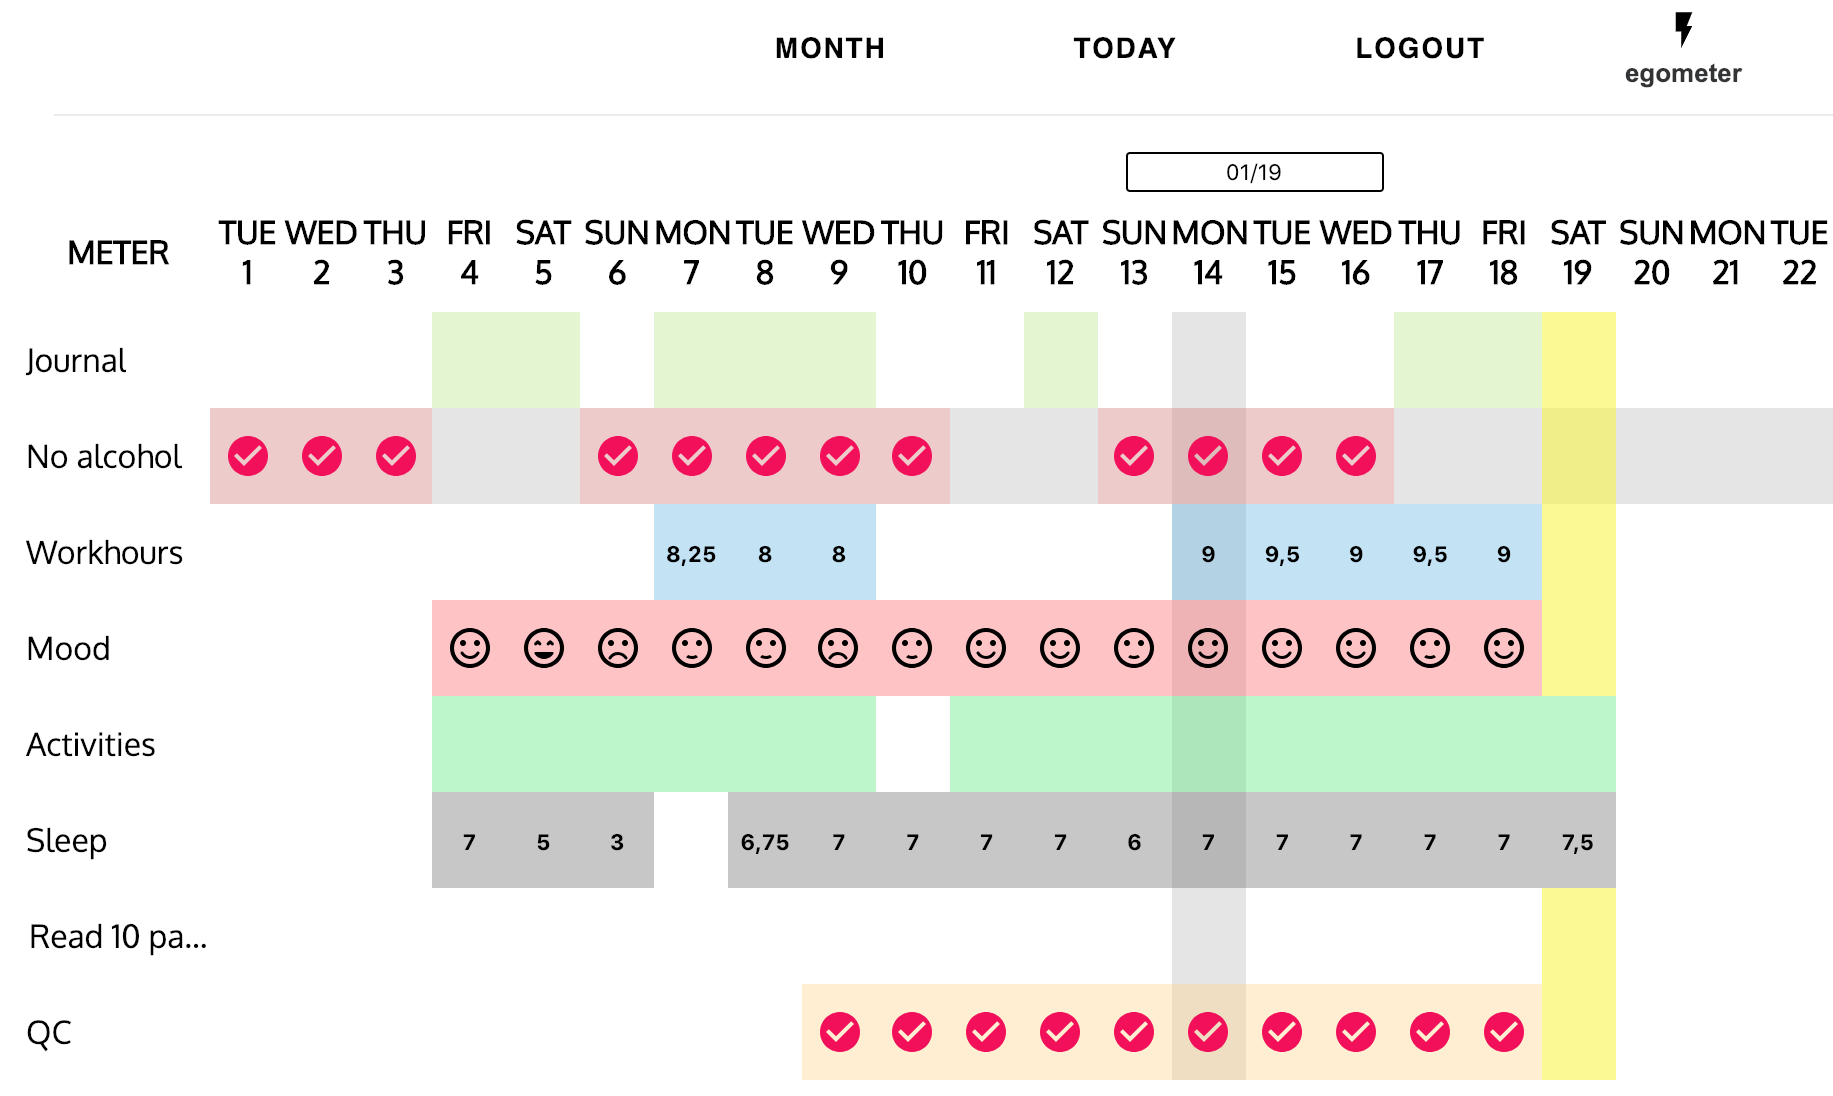 MONTH TODAY LOGOUT egometer
01/19
METER TUE WED THU FRI SAT SUN MON TUE WED THU FRI SAT SUN MON TUE WED THU FRI SAT SUN MON TUE
1 2 3 4 5 6 7 8 9 10 11 12 13 14 15 16 17 18 19 20 21 22
Journal
No alcohol
Workhours 8,25 8 8 9 9,5 9 9,5 9
Mood
Activities
Sleep 7 5 3 6,75 7 7 7 7 6 7 7 7 7 7 7,5
Read 10 pa...
QC